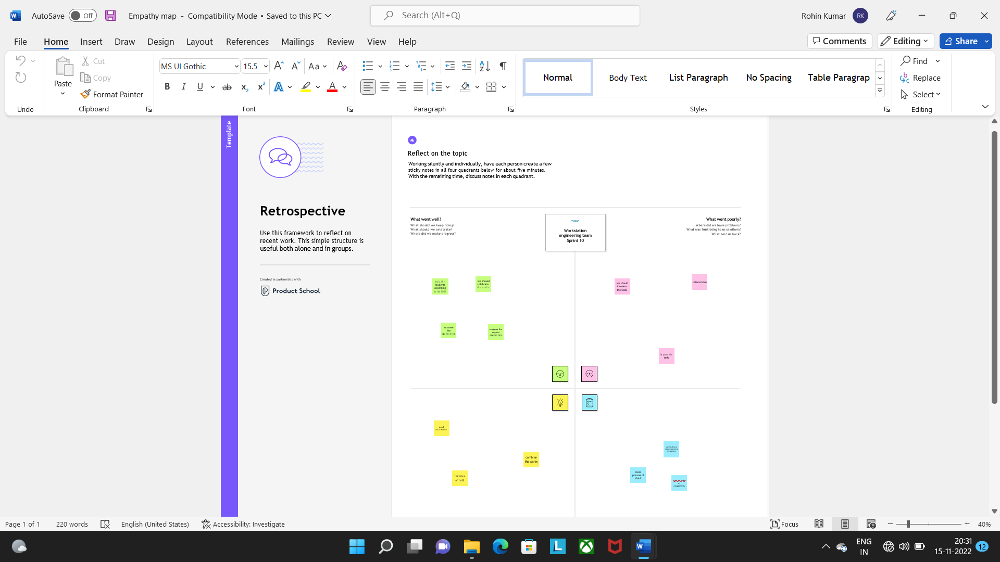 AutoSave Off Empathy map - Compatibility Mode • Saved to this PC Search (Alt+Q) Rohin Kumar RK
File Home Insert Draw Design Layout References Mailings Review View Help Comments Editing Share
Paste
Cut
Copy
Format Painter
MS UI Gothic 15.5
Normal Body Text List Paragraph No Spacing Table Paragrap
Find
Replace
Select
Undo Clipboard Font Paragraph Styles Editing
Template
Retrospective
Use this framework to reflect on
recent work. This simple structure is
useful both alone and in groups.
Created in partnership with
Product School
Reflect on the topic
Working silently and individually, have each person create a few
sticky notes in all four quadrants below for about five minutes.
With the remaining time, discuss notes in each quadrant.
What went well?
What should we keep doing?
What should we celebrate?
Where did we make progress?
TOPIC
Workstation
engineering team
Sprint 10
What went poorly?
Where did we have problems?
What was frustrating to us or others?
What held us back?
students
according
to the field
we should
celebrate
the results
we should
increase
the tasks
interactions
increase
the
applications
progress the
regular
assignments
improve the
tasks
good
combine
the wares
features
of field
clear
process of
field
of
assignments
Page 1 of 1 220 words English (United States) Accessibility: Investigate Focus 40%
ENG
IN
20:31
15-11-2022
12